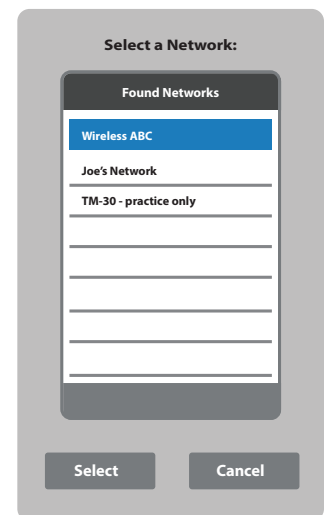 Select a Network:
Found Networks
Wireless ABC
Joe's Network
TM-30 - practice only
Select Cancel